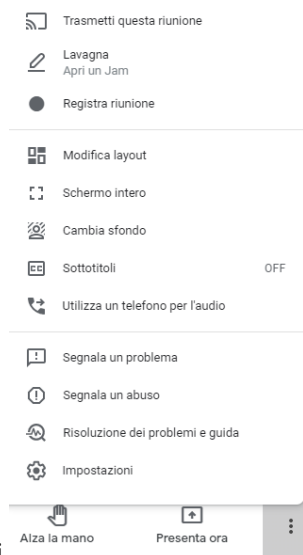 Trasmetti questa riunione
Lavagna
Apri un Jam
Registra riunione
Modifica layout
Schermo intero
Cambia sfondo
CC Sottotitoli OFF
Utilizza un telefono per l'audio
Segnala un problema
Segnala un abuso
Risoluzione dei problemi e guida
Impostazioni
Alza la mano Presenta ora